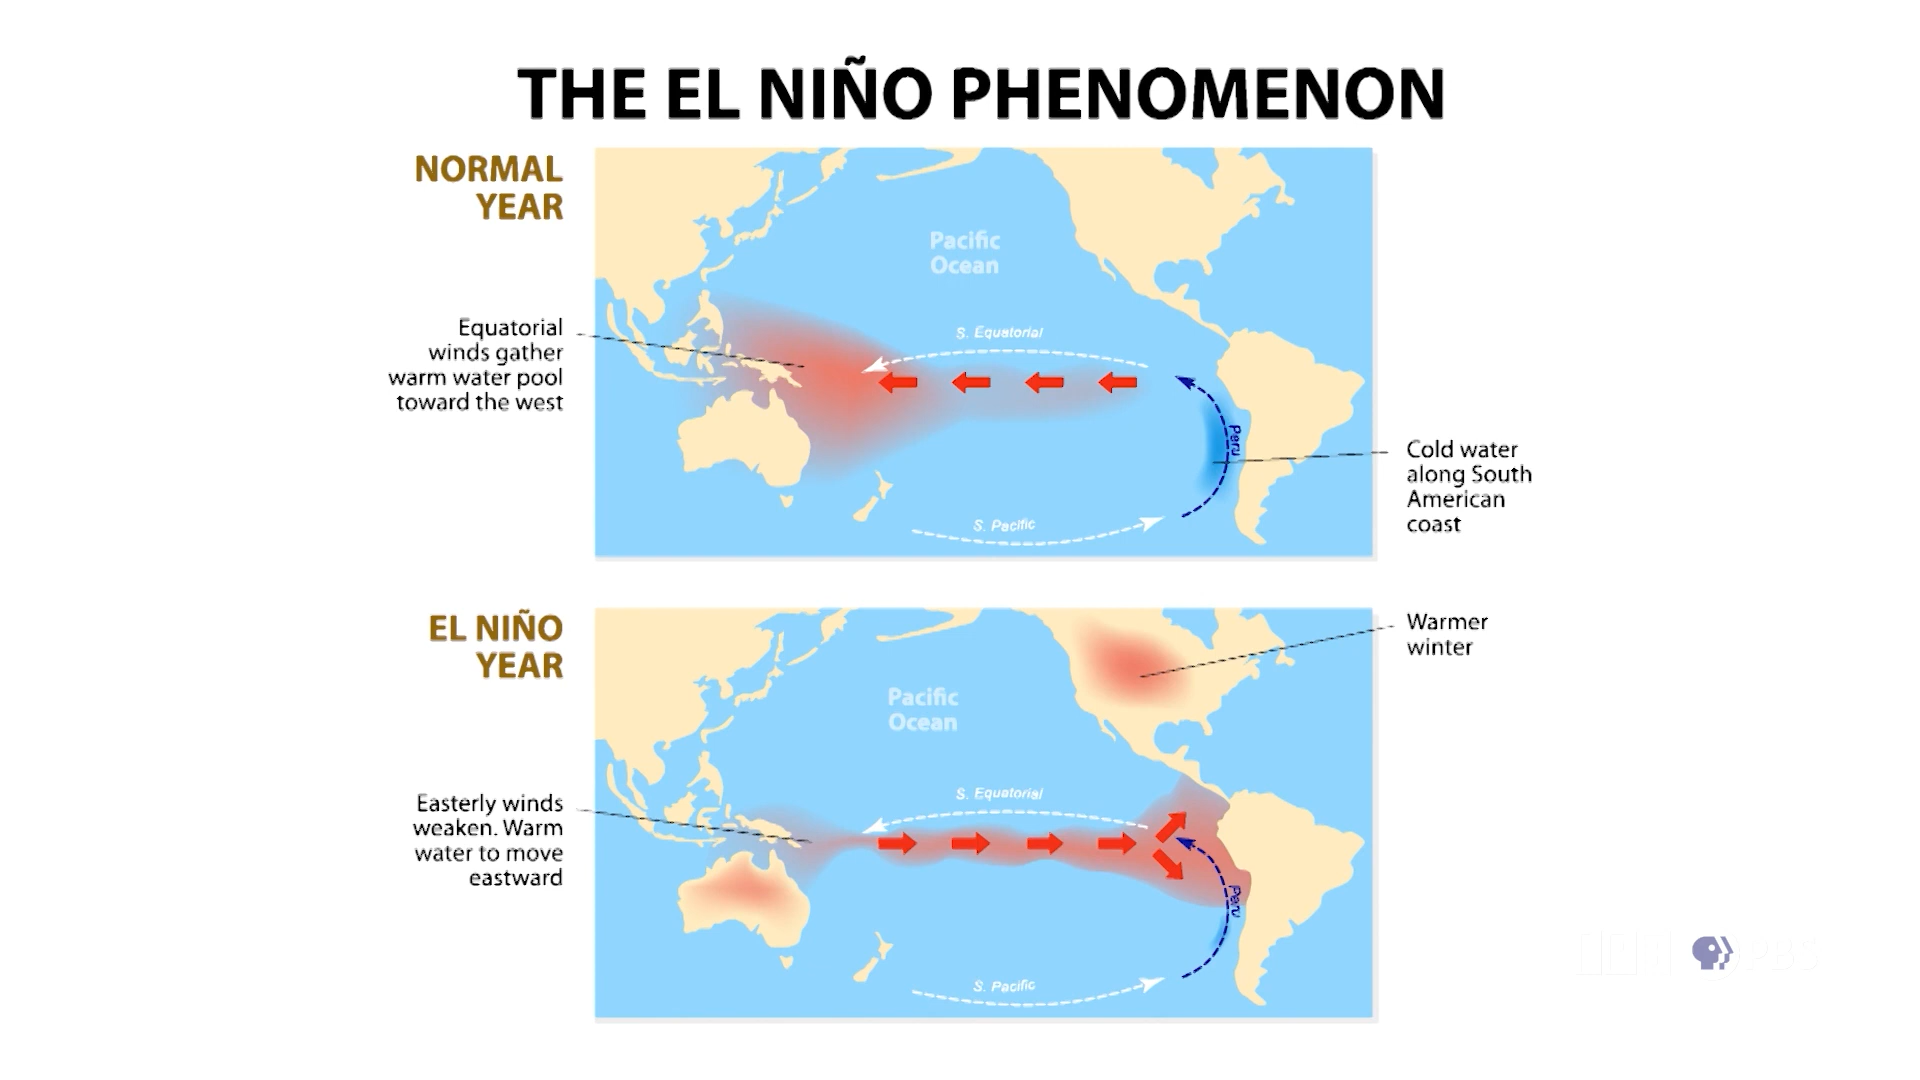 THE EL NIÑO PHENOMENON
NORMAL
YEAR
Pacific
Ocean
Equatorial
winds gather
warm water pool
toward the west
S. Equatorial
Peru
Cold water
along South
American
coast
S. Pacific
EL NIÑO
YEAR
Warmer
winter
Pacific
Ocean
Easterly winds
weaken. Warm
water to move
eastward
S. Equatorial
Peru
S. Pacific
PBS